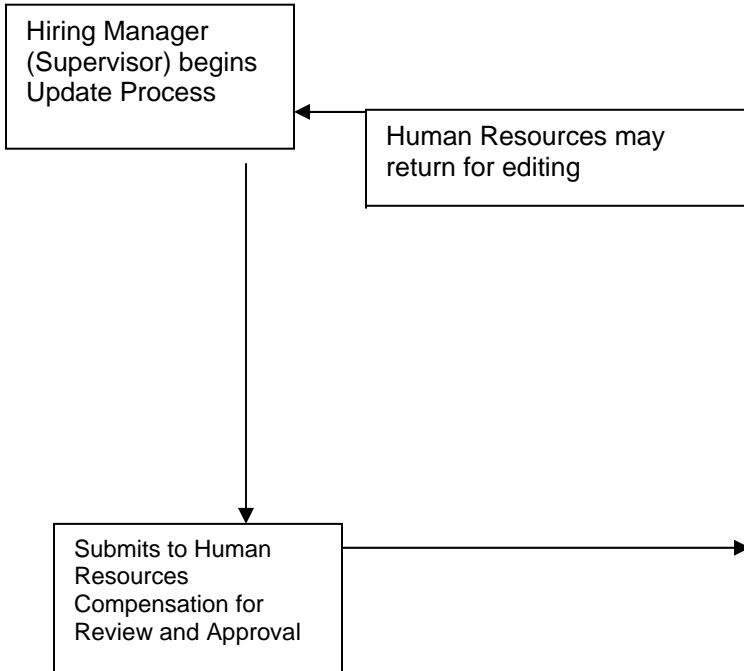 Hiring Manager
(Supervisor) begins
Update Process
Human Resources may
return for editing
Submits to Human
Resources
Compensation for
Review and Approval